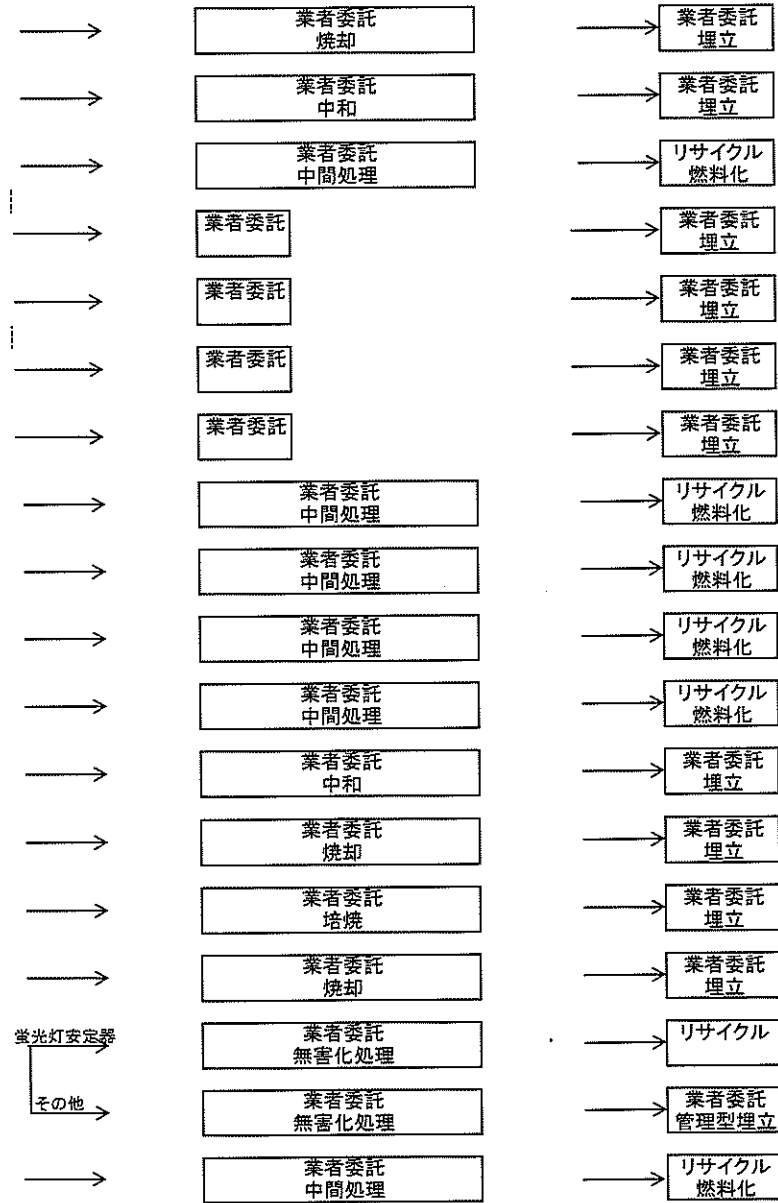 業者委託
焼却
業者委託
埋立
業者委託
中和
業者委託
埋立
業者委託
中間処理
リサイクル
燃料化
業者委託
業者委託
埋立
業者委託
業者委託
埋立
業者委託
業者委託
埋立
業者委託
業者委託
埋立
業者委託
中間処理
リサイクル
燃料化
業者委託
中間処理
リサイクル
燃料化
業者委託
中間処理
リサイクル
燃料化
業者委託
中間処理
リサイクル
燃料化
業者委託
中和
業者委託
埋立
業者委託
焼却
業者委託
埋立
業者委託
培焼
業者委託
埋立
業者委託
焼却
業者委託
埋立
蛍光灯安定器
業者委託
無害化処理
リサイクル
その他
業者委託
無害化処理
業者委託
管理型埋立
業者委託
中間処理
リサイクル
燃料化